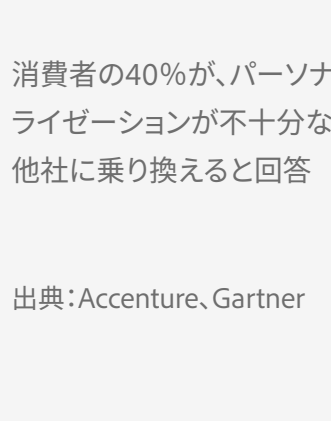 消費者の40％が、パーソナ
ライゼーションが不十分な
他社に乗り換えると回答
出典：Accenture、Gartner